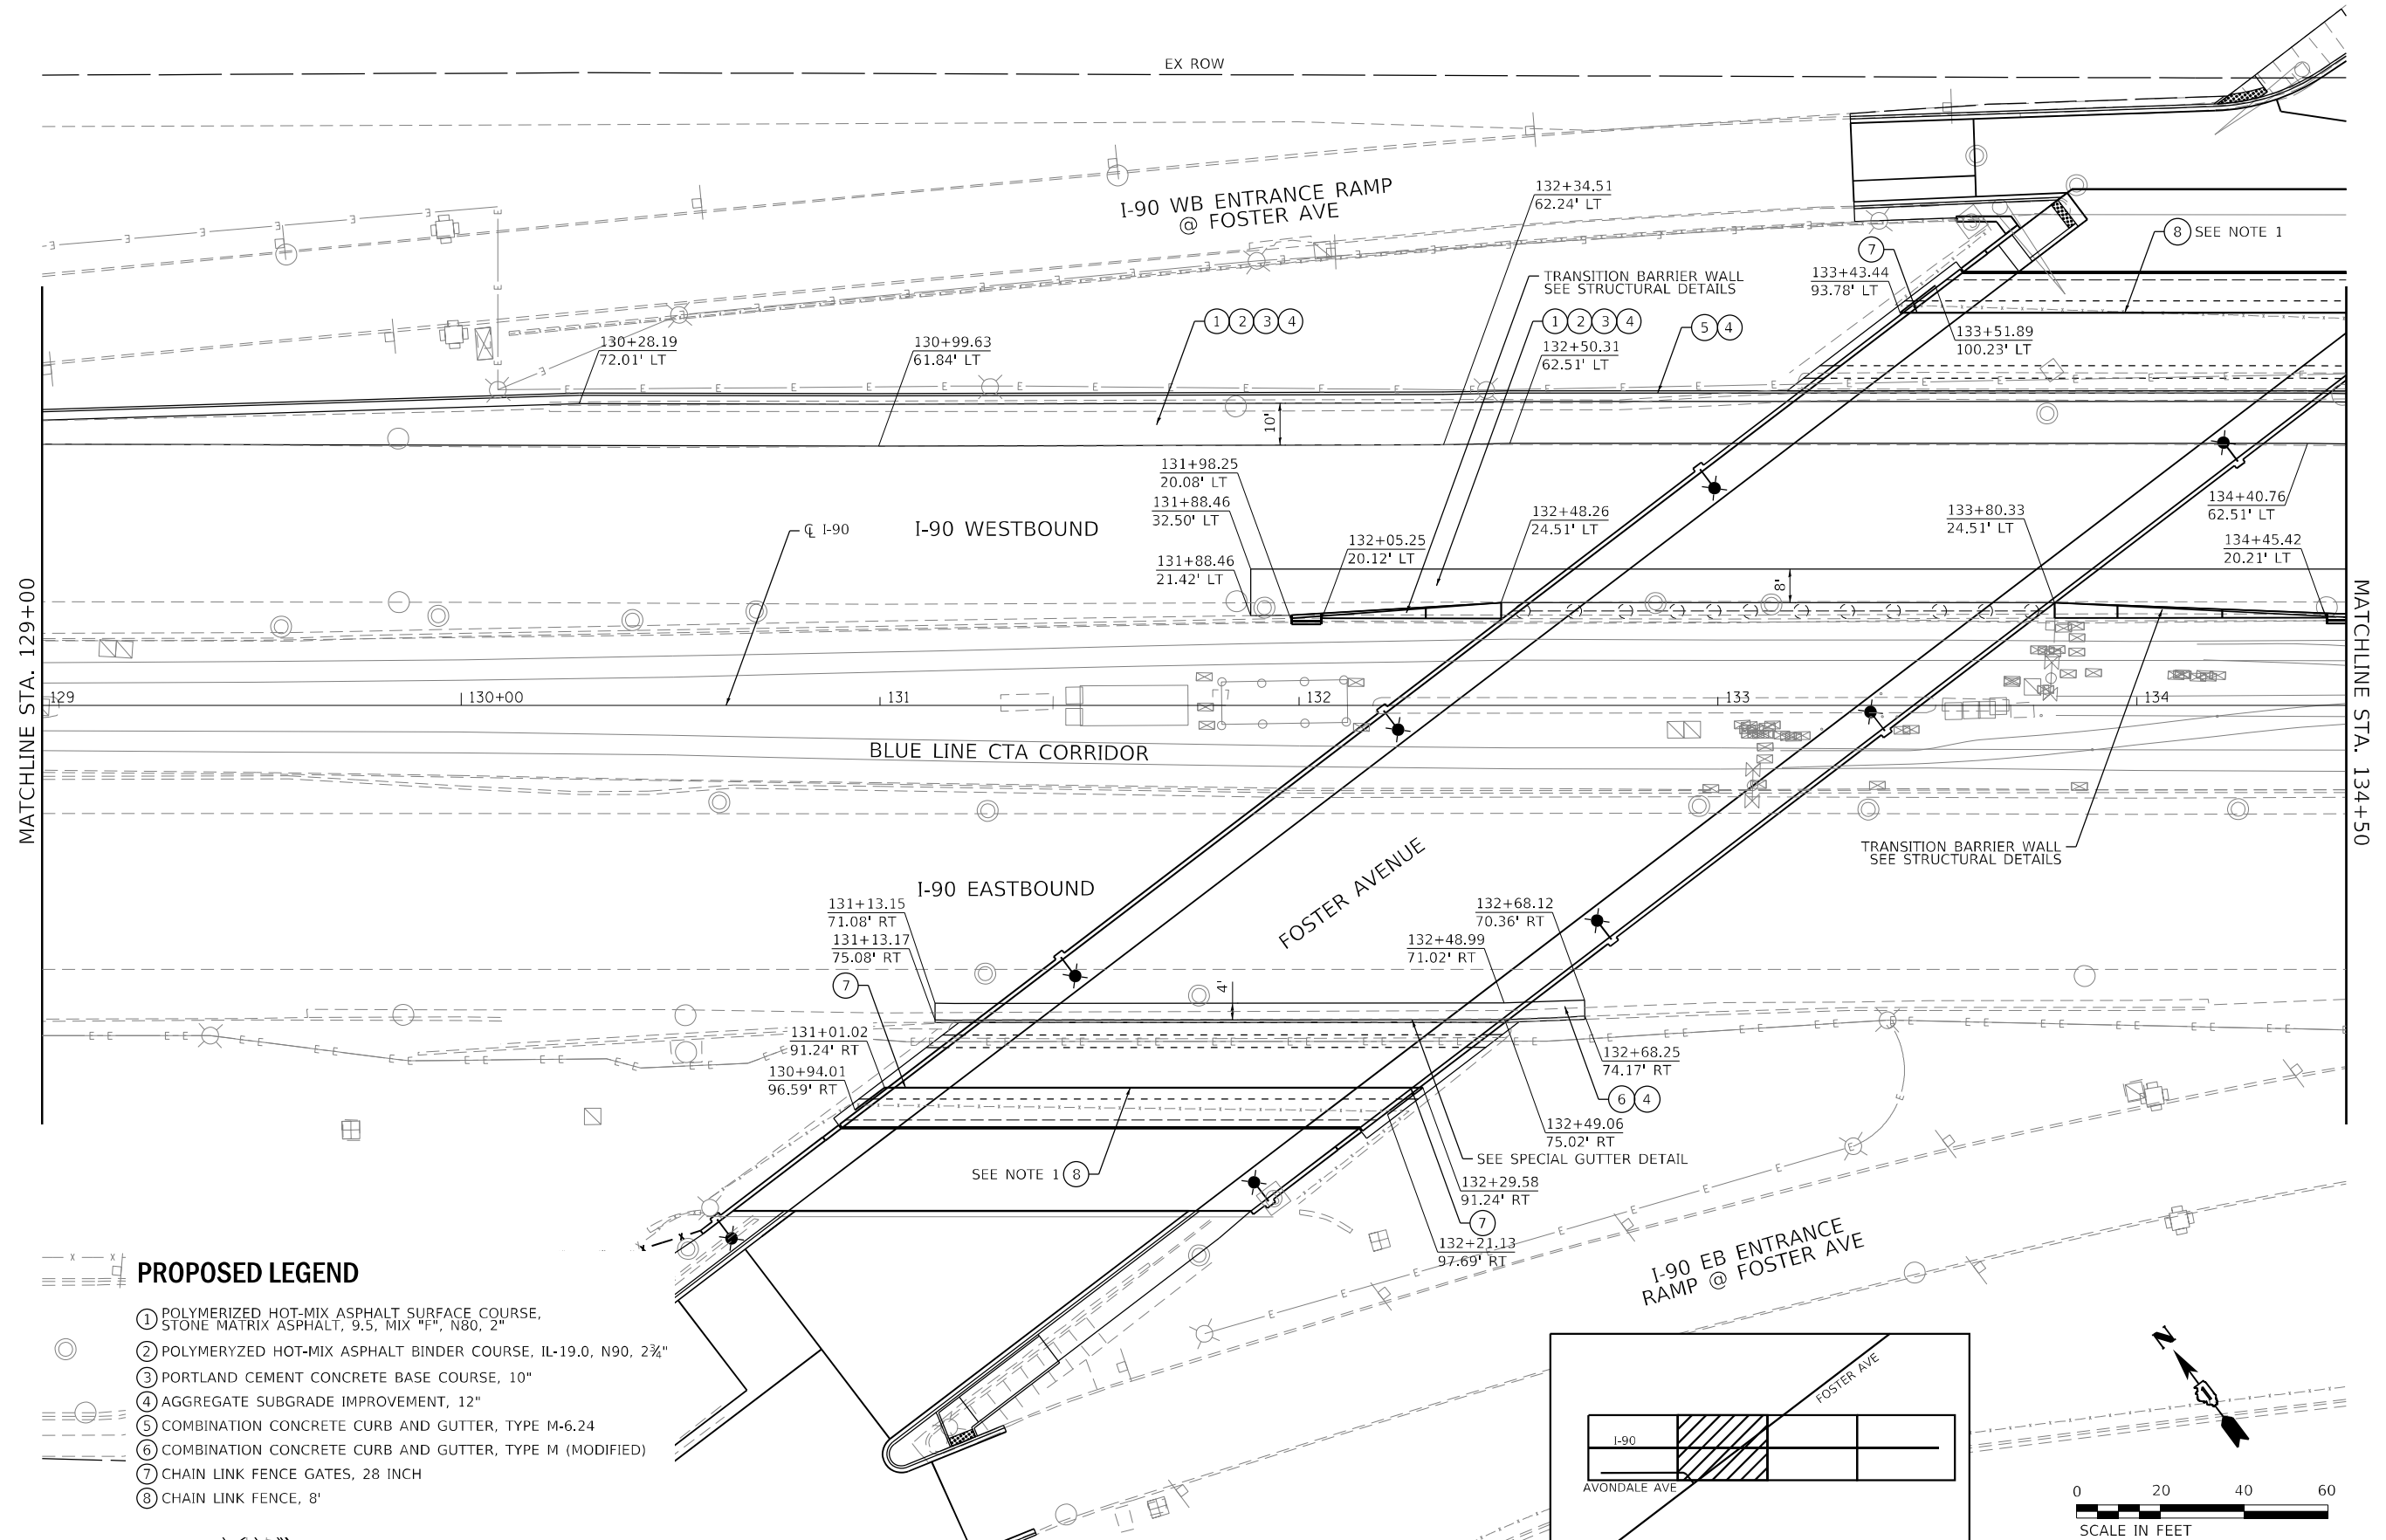 EX ROW
I-90 WB ENTRANCE RAMP
@ FOSTER AVE
132+34.51
62.24' LT
8 SEE NOTE 1
7
133+43.44
93.78' LT
TRANSITION BARRIER WALL
SEE STRUCTURAL DETAILS
1 2 3 4
1 2 3 4
5 4
130+28.19
72.01' LT
130+99.63
61.84' LT
132+50.31
62.51' LT
133+51.89
100.23' LT
10'
131+98.25
20.08' LT
131+88.46
32.50' LT
131+88.46
21.42' LT
℄ I-90
I-90 WESTBOUND
132+05.25
20.12' LT
132+48.26
24.51' LT
133+80.33
24.51' LT
134+40.76
62.51' LT
134+45.42
20.21' LT
8'
MATCHLINE STA. 129+00
MATCHLINE STA. 134+50
129
130+00
131
132
133
134
BLUE LINE CTA CORRIDOR
I-90 EASTBOUND
FOSTER AVENUE
TRANSITION BARRIER WALL
SEE STRUCTURAL DETAILS
131+13.15
71.08' RT
131+13.17
75.08' RT
7
132+68.12
70.36' RT
132+48.99
71.02' RT
4'
131+01.02
91.24' RT
130+94.01
96.59' RT
132+68.25
74.17' RT
6 4
132+49.06
75.02' RT
SEE SPECIAL GUTTER DETAIL
SEE NOTE 1 8
132+29.58
91.24' RT
7
132+21.13
97.69' RT
I-90 EB ENTRANCE
RAMP @ FOSTER AVE
PROPOSED LEGEND
1 POLYMERIZED HOT-MIX ASPHALT SURFACE COURSE,
STONE MATRIX ASPHALT, 9.5, MIX "F", N80, 2"
2 POLYMERYZED HOT-MIX ASPHALT BINDER COURSE, IL-19.0, N90, 2¾"
3 PORTLAND CEMENT CONCRETE BASE COURSE, 10"
4 AGGREGATE SUBGRADE IMPROVEMENT, 12"
5 COMBINATION CONCRETE CURB AND GUTTER, TYPE M-6.24
6 COMBINATION CONCRETE CURB AND GUTTER, TYPE M (MODIFIED)
7 CHAIN LINK FENCE GATES, 28 INCH
8 CHAIN LINK FENCE, 8'
FOSTER AVE
I-90
AVONDALE AVE
N
0 20 40 60
SCALE IN FEET